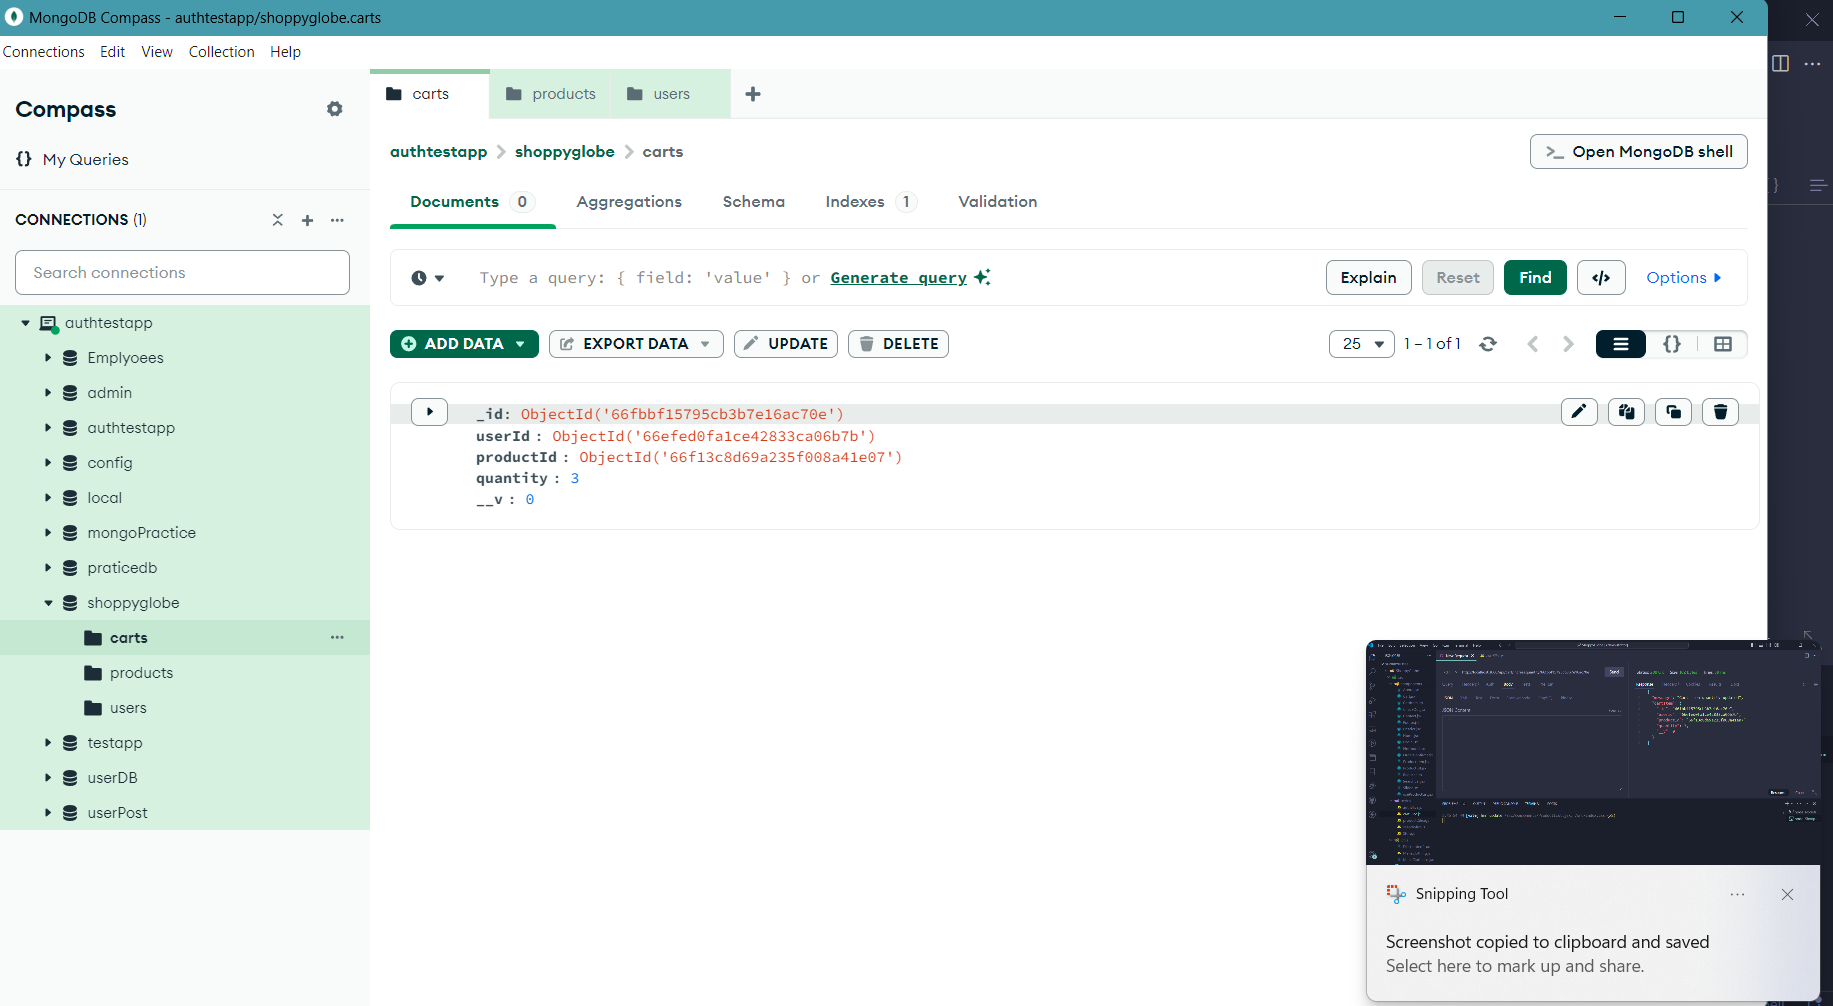 MongoDB Compass - authtestapp/shoppyglobe.carts
Connections Edit View Collection Help
Compass
{} My Queries
CONNECTIONS (1)
Search connections
authtestapp
Emplyoees
admin
authtestapp
config
local
mongoPractice
praticedb
shoppyglobe
carts
products
users
testapp
userDB
userPost
carts products users
authtestapp > shoppyglobe > carts
>_ Open MongoDB shell
Documents 0 Aggregations Schema Indexes 1 Validation
Type a query: { field: 'value' } or Generate query
Explain Reset Find </> Options
ADD DATA EXPORT DATA UPDATE DELETE
25 1 – 1 of 1 {}
_id: ObjectId('66fbbf15795cb3b7e16ac70e')
userId : ObjectId('66efed0fa1ce42833ca06b7b')
productId : ObjectId('66f13c8d69a235f008a41e07')
quantity : 3
__v : 0
Snipping Tool
Screenshot copied to clipboard and saved
Select here to mark up and share.